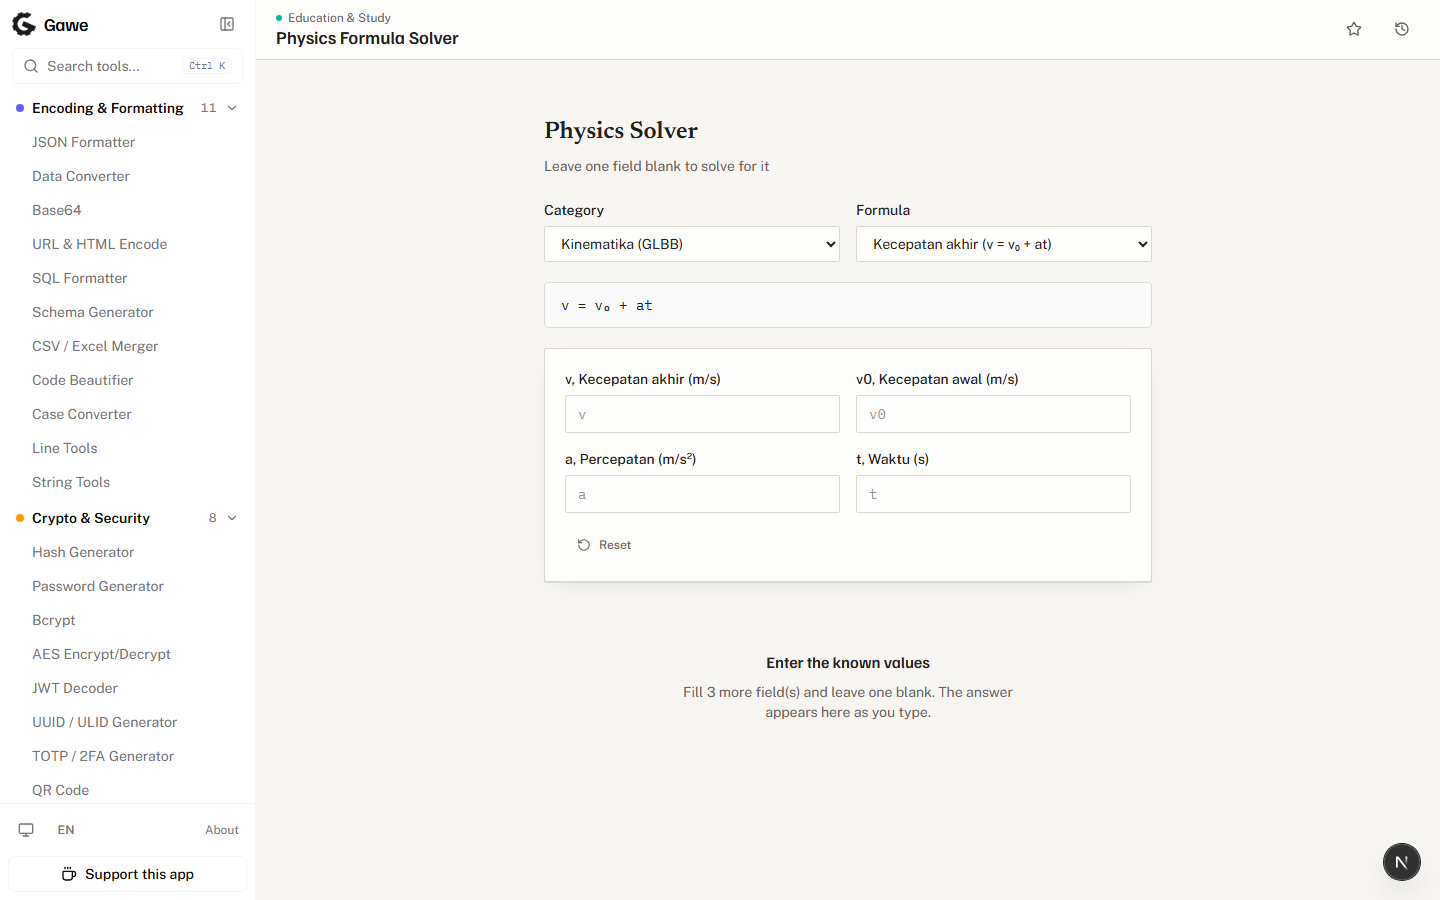 Gawe
Search tools... Ctrl K
Encoding & Formatting 11
JSON Formatter
Data Converter
Base64
URL & HTML Encode
SQL Formatter
Schema Generator
CSV / Excel Merger
Code Beautifier
Case Converter
Line Tools
String Tools
Crypto & Security 8
Hash Generator
Password Generator
Bcrypt
AES Encrypt/Decrypt
JWT Decoder
UUID / ULID Generator
TOTP / 2FA Generator
QR Code
EN About
Support this app
Education & Study
Physics Formula Solver
Physics Solver
Leave one field blank to solve for it
Category Formula
Kinematika (GLBB) Kecepatan akhir (v = v₀ + at)
v = v₀ + at
v, Kecepatan akhir (m/s) v0, Kecepatan awal (m/s)
v v0
a, Percepatan (m/s²) t, Waktu (s)
a t
Reset
Enter the known values
Fill 3 more field(s) and leave one blank. The answer
appears here as you type.
N